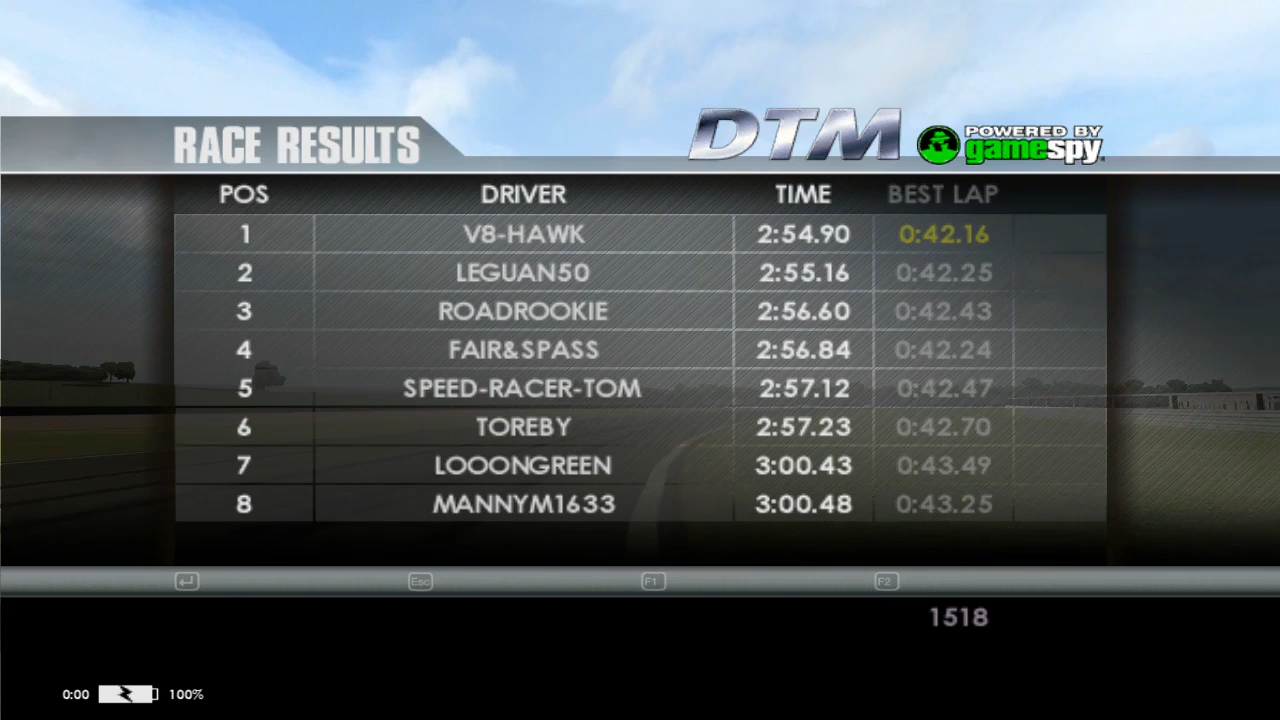 RACE RESULTS
DTM
POWERED BY
gamespy
POS DRIVER TIME BEST LAP
1 V8-HAWK 2:54.90 0:42.16
2 LEGUAN50 2:55.16 0:42.25
3 ROADROOKIE 2:56.60 0:42.43
4 FAIR&SPASS 2:56.84 0:42.24
5 SPEED-RACER-TOM 2:57.12 0:42.47
6 TOREBY 2:57.23 0:42.70
7 LOOONGREEN 3:00.43 0:43.49
8 MANNYM1633 3:00.48 0:43.25
Esc F1 F2
1518
0:00 100%